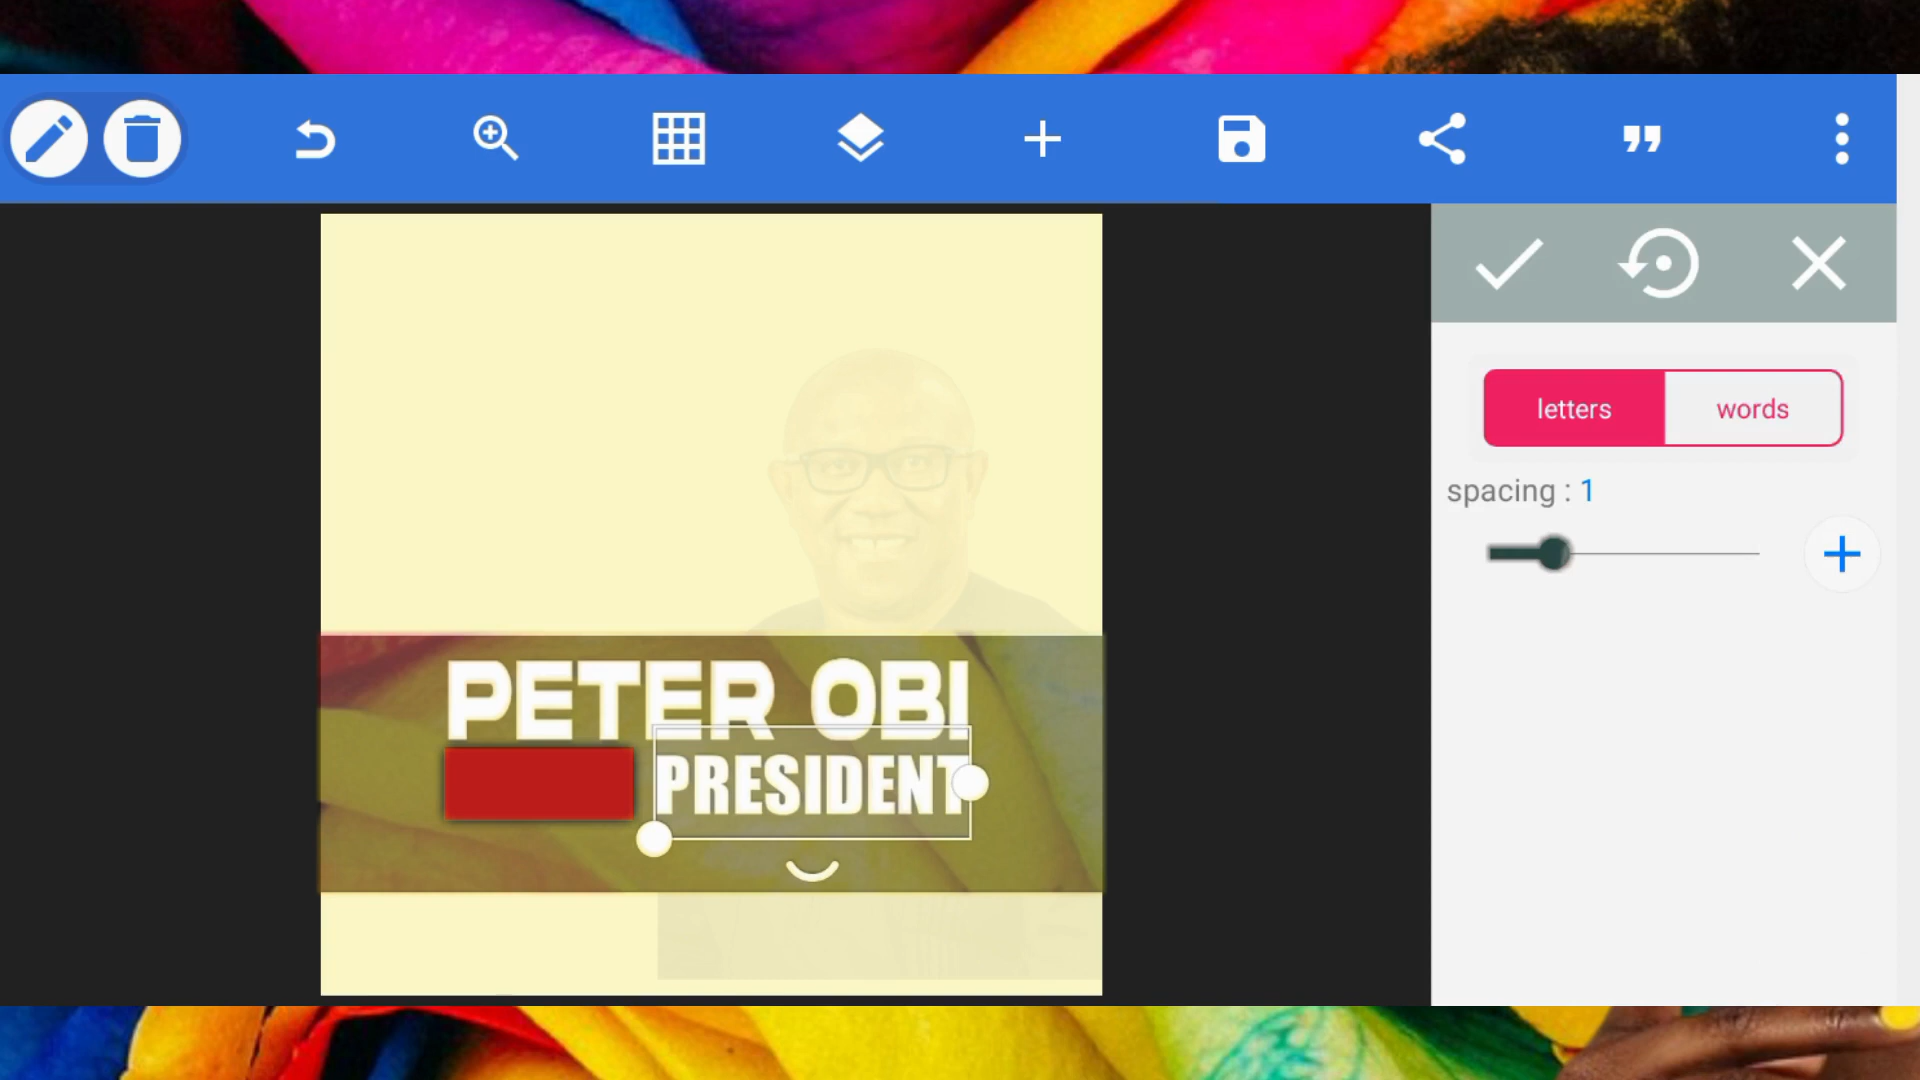 letters
words
spacing : 1
PETER OBI
PRESIDENT